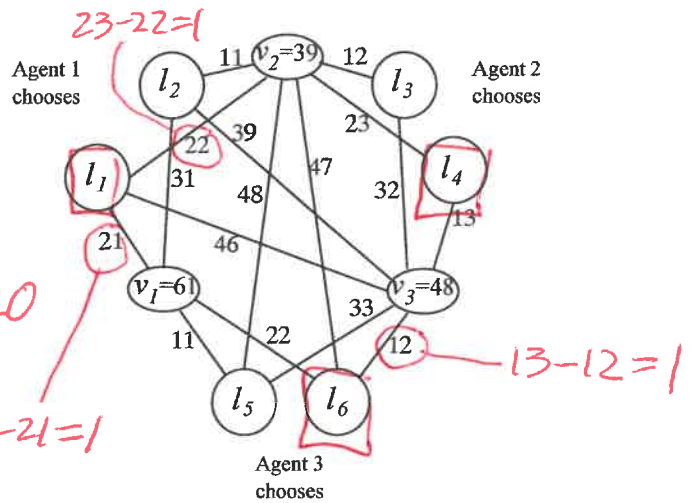 23-22=1
11
v2=39
12
Agent 1
chooses
l2
l3
Agent 2
chooses
22
39
23
l1
31
48
47
32
l4
21
46
13
v1=61
33
v3=48
0
11
22
12
13-12=1
l5
l6
-21=1
Agent 3
chooses